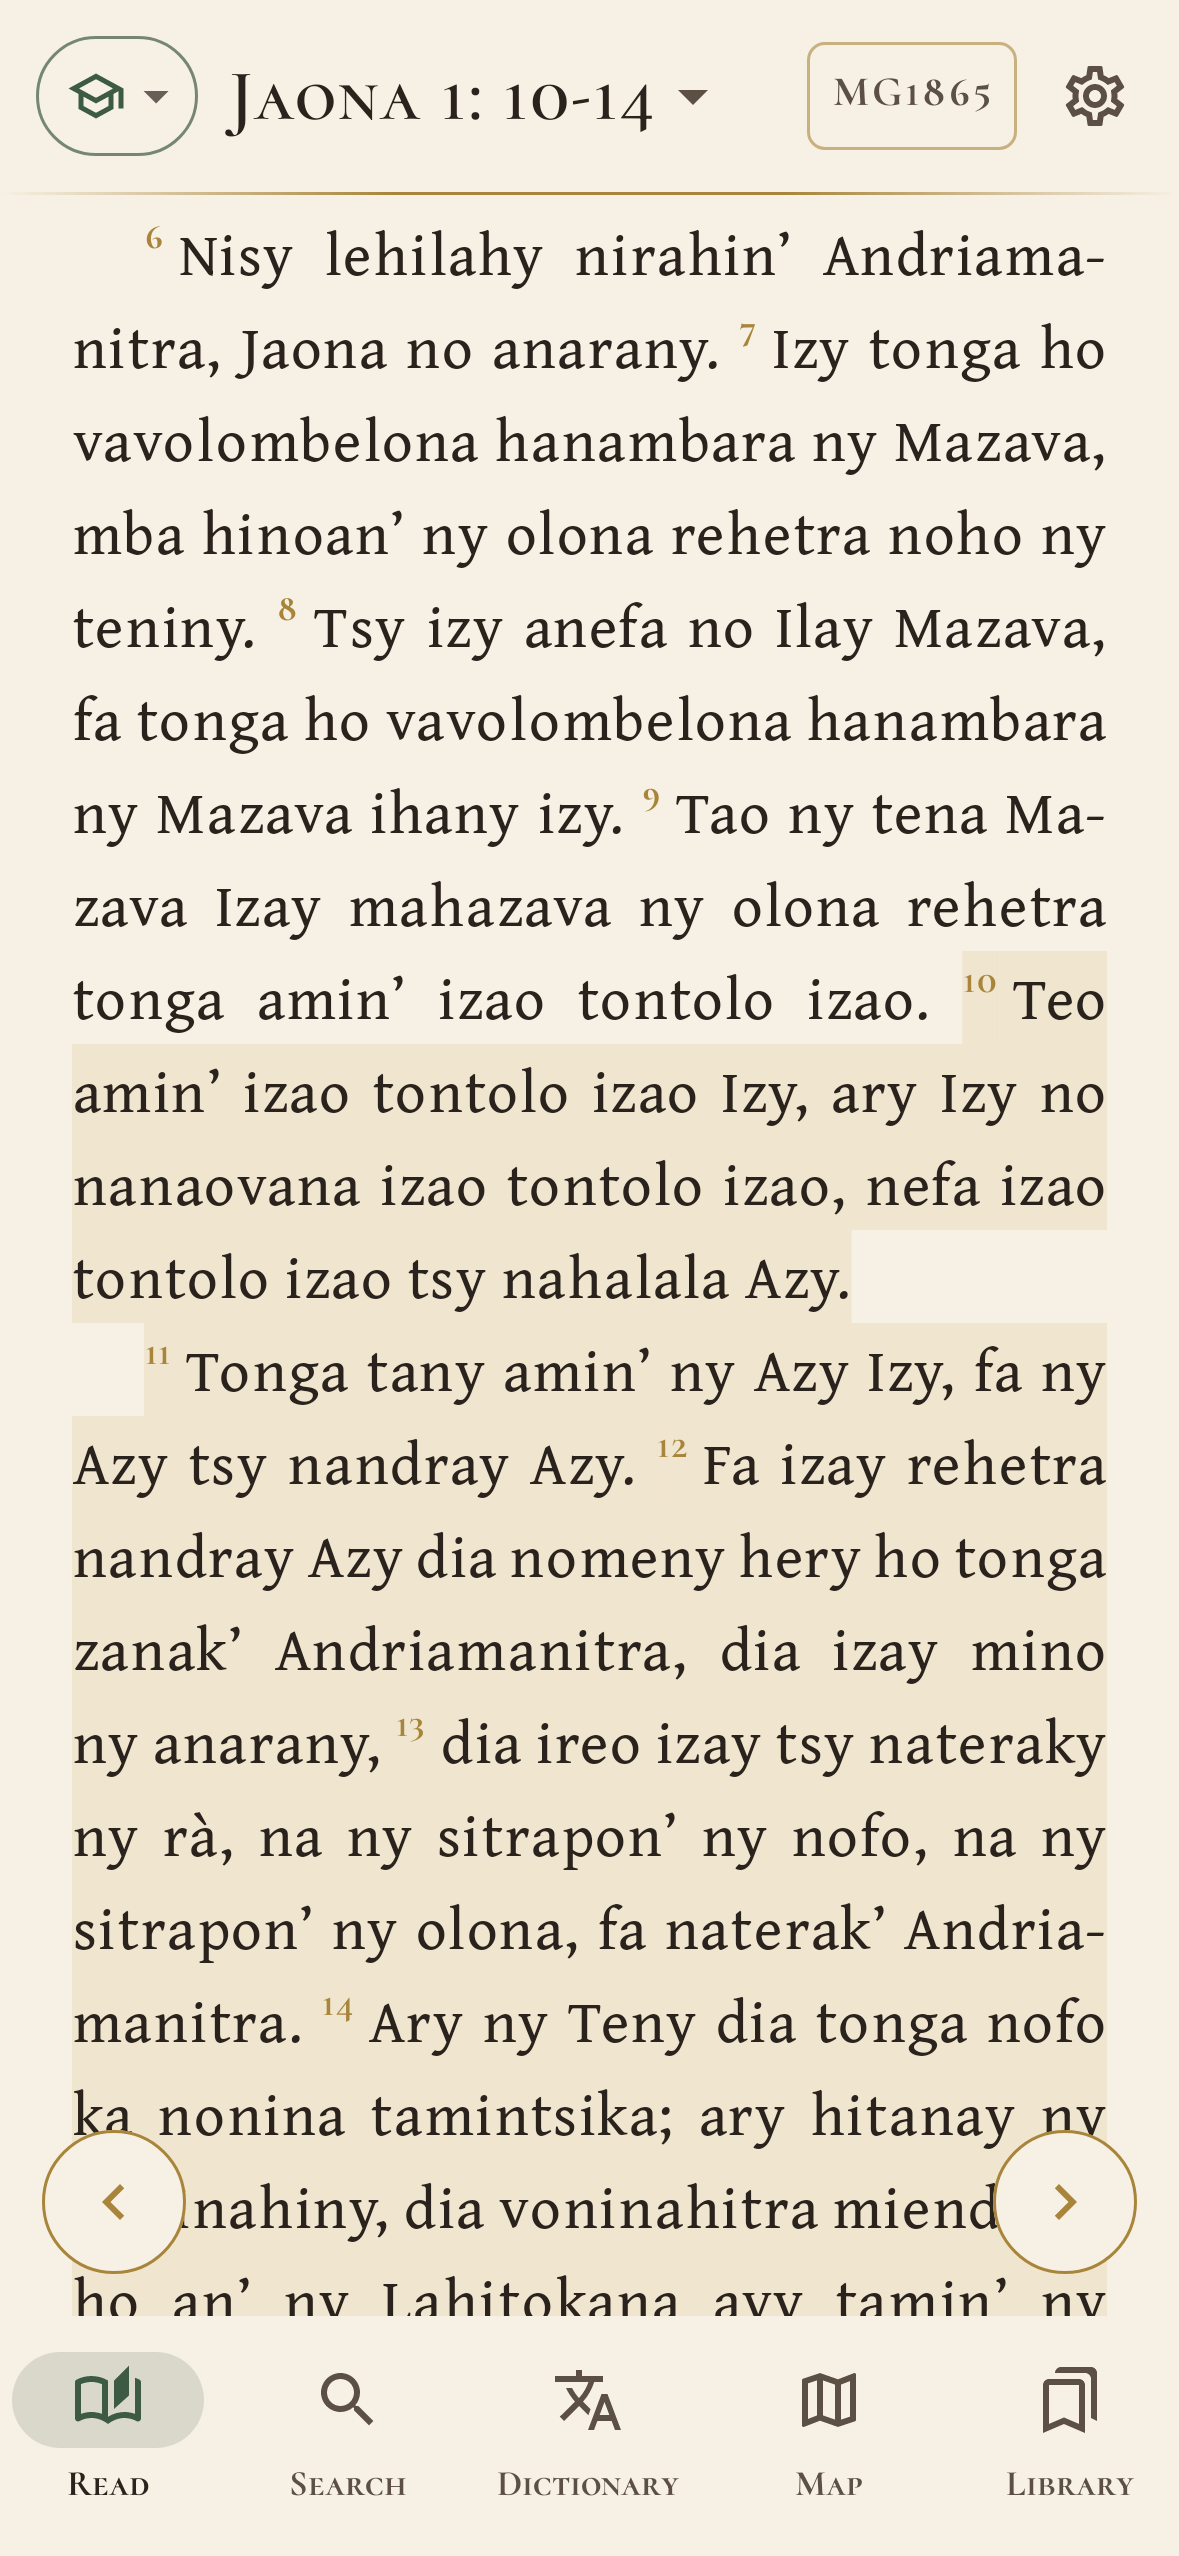 Jaona 1: 10-14
MG1865
6 Nisy lehilahy nirahin’ Andriama-
nitra, Jaona no anarany. 7 Izy tonga ho
vavolombelona hanambara ny Mazava,
mba hinoan’ ny olona rehetra noho ny
teniny. 8 Tsy izy anefa no Ilay Mazava,
fa tonga ho vavolombelona hanambara
ny Mazava ihany izy. 9 Tao ny tena Ma-
zava Izay mahazava ny olona rehetra
tonga amin’ izao tontolo izao. 10 Teo
amin’ izao tontolo izao Izy, ary Izy no
nanaovana izao tontolo izao, nefa izao
tontolo izao tsy nahalala Azy.
11 Tonga tany amin’ ny Azy Izy, fa ny
Azy tsy nandray Azy. 12 Fa izay rehetra
nandray Azy dia nomeny hery ho tonga
zanak’ Andriamanitra, dia izay mino
ny anarany, 13 dia ireo izay tsy nateraky
ny rà, na ny sitrapon’ ny nofo, na ny
sitrapon’ ny olona, fa naterak’ Andria-
manitra. 14 Ary ny Teny dia tonga nofo
ka nonina tamintsika; ary hitanay ny
dia voninahitra
ho an’ ny Lahitokana avy tamin’ ny
Read
Search
Dictionary
Map
Library